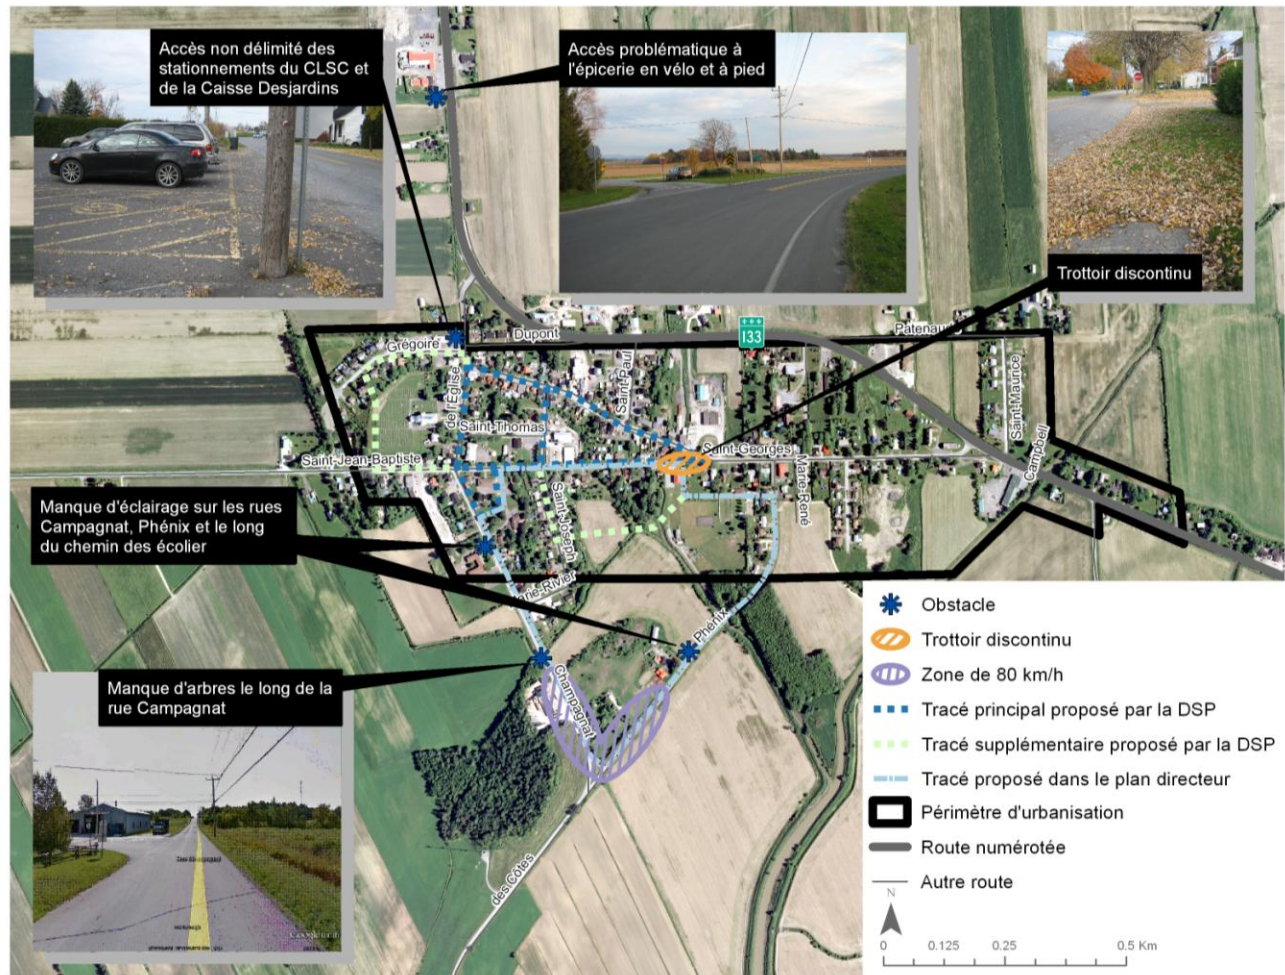 Accès non délimité des
stationnements du CLSC et
de la Caisse Desjardins
Accès problématique à
l'épicerie en vélo et à pied
Trottoir discontinu
133
Dupont
Grégoire
de l'Église
Saint-Paul
Saint-Thomas
Saint-Georges
Saint-Maurice
Campbell
Saint-Jean-Baptiste
Marie-René
Saint-Joseph
Manque d'éclairage sur les rues
Campagnat, Phénix et le long
du chemin des écolier
Phénix
Champagnat
des Côtes
Manque d'arbres le long de la
rue Campagnat
Obstacle
Trottoir discontinu
Zone de 80 km/h
Tracé principal proposé par la DSP
Tracé supplémentaire proposé par la DSP
Tracé proposé dans le plan directeur
Périmètre d'urbanisation
Route numérotée
Autre route
N
0 0.125 0.25 0.5 Km